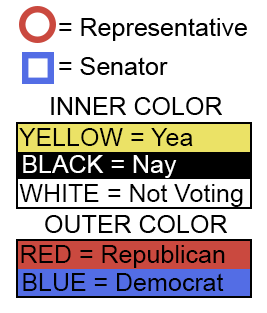 = Representative
= Senator
INNER COLOR
YELLOW = Yea
BLACK = Nay
WHITE = Not Voting
OUTER COLOR
RED = Republican
BLUE = Democrat